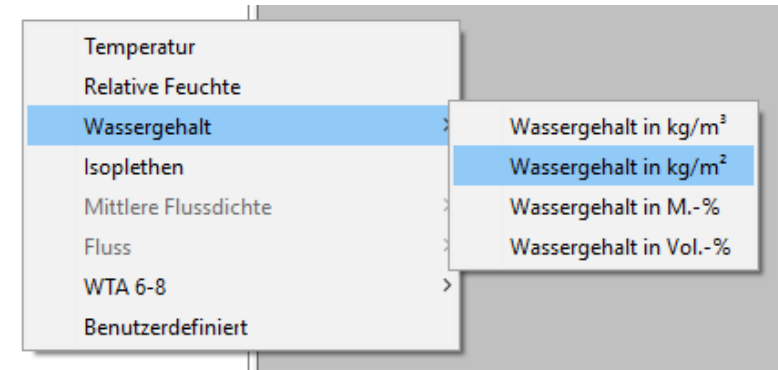 Temperatur
Relative Feuchte
Wassergehalt
Isoplethen
Mittlere Flussdichte
Fluss
WTA 6-8
Benutzerdefiniert
Wassergehalt in kg/m³
Wassergehalt in kg/m²
Wassergehalt in M.-%
Wassergehalt in Vol.-%